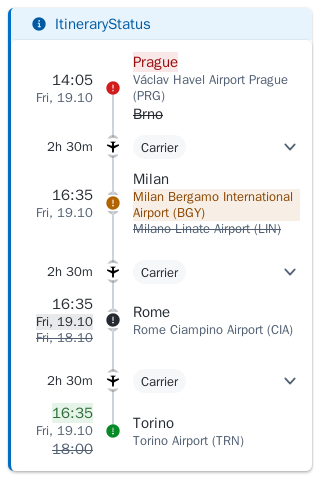 ItineraryStatus
14:05
Fri, 19.10
Prague
Václav Havel Airport Prague
(PRG)
Brno
2h 30m
Carrier
16:35
Fri, 19.10
Milan
Milan Bergamo International
Airport (BGY)
Milano Linate Airport (LIN)
2h 30m
Carrier
16:35
Fri, 19.10
Fri, 18.10
Rome
Rome Ciampino Airport (CIA)
2h 30m
Carrier
16:35
Fri, 19.10
18:00
Torino
Torino Airport (TRN)